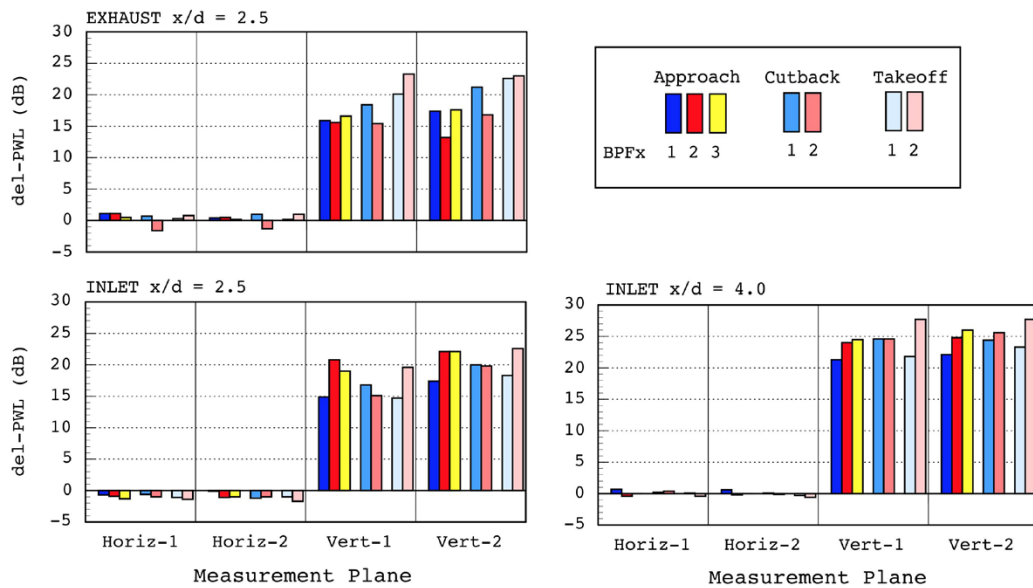 EXHAUST x/d = 2.5
del-PWL (dB)
30
25
20
15
10
5
0
-5
Approach Cutback Takeoff
BPFx 1 2 3 1 2 1 2
INLET x/d = 2.5
del-PWL (dB)
30
25
20
15
10
5
0
-5
Horiz-1 Horiz-2 Vert-1 Vert-2
Measurement Plane
INLET x/d = 4.0
30
25
20
15
10
5
0
-5
Horiz-1 Horiz-2 Vert-1 Vert-2
Measurement Plane